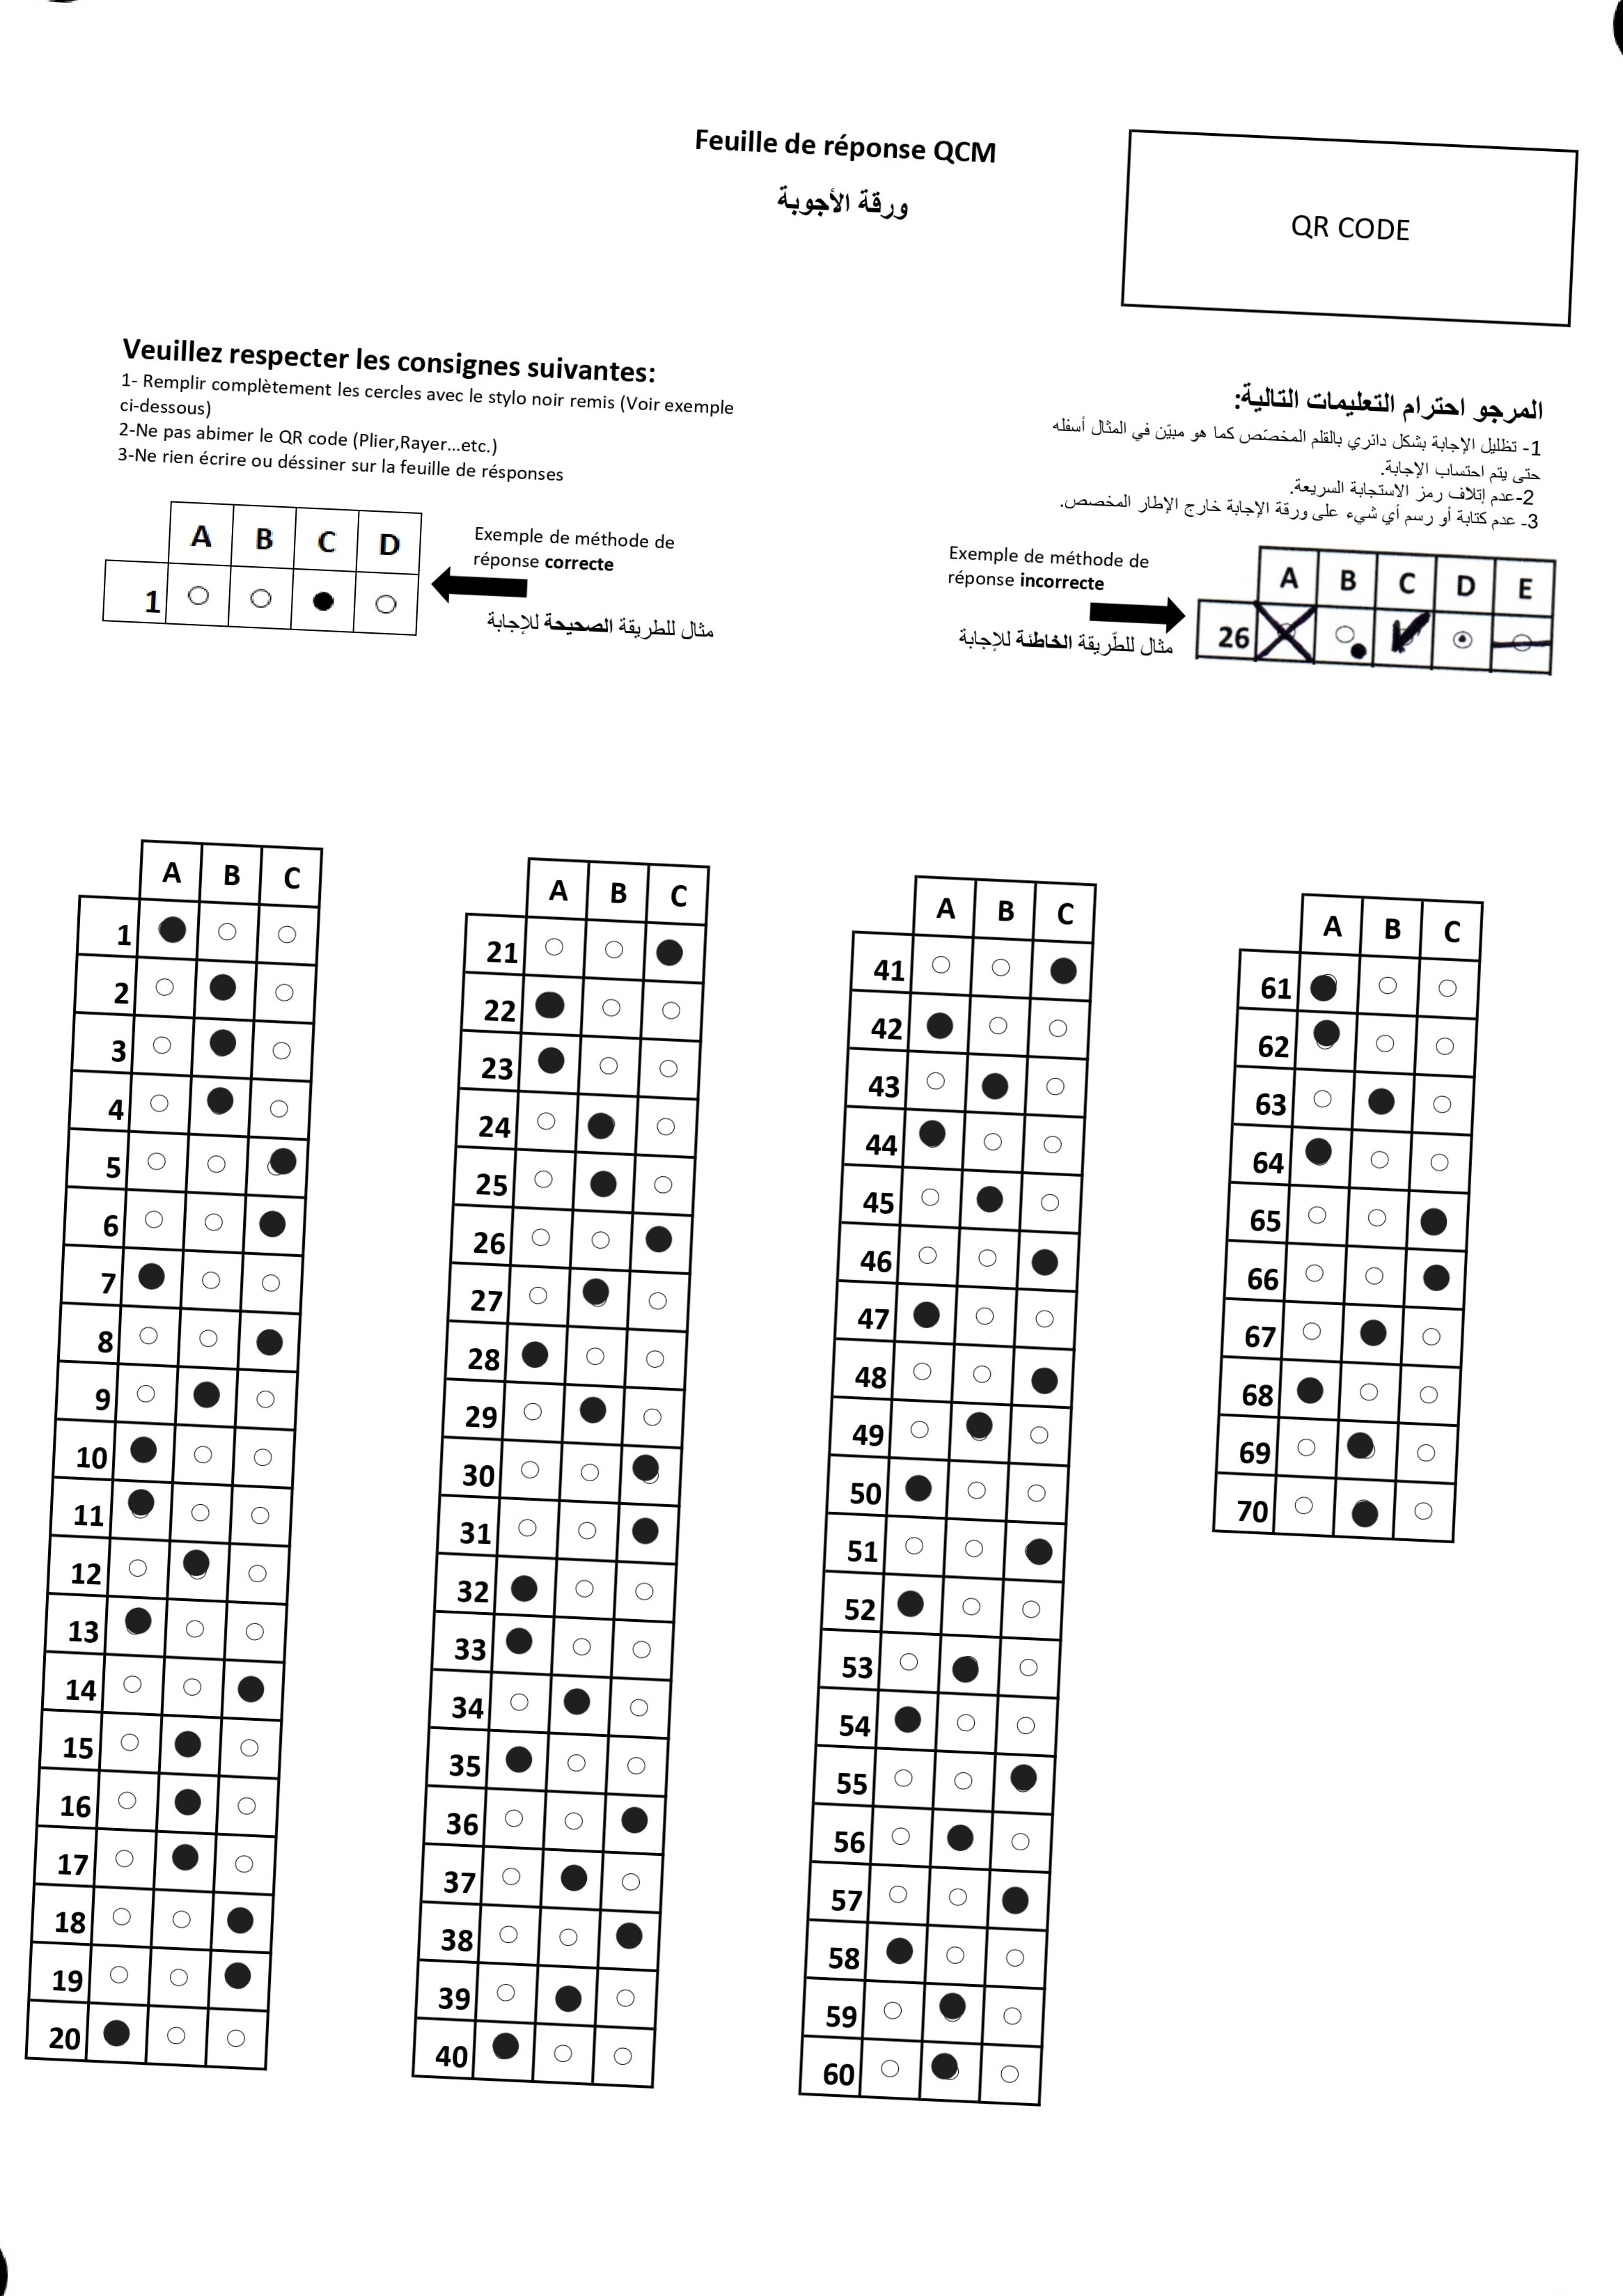 Feuille de réponse QCM
ورقة الأجوبة
QR CODE
Veuillez respecter les consignes suivantes:
1- Remplir complètement les cercles avec le stylo noir remis (Voir exemple
ci-dessous)
2-Ne pas abimer le QR code (Plier,Rayer...etc.)
3-Ne rien écrire ou déssiner sur la feuille de résponses
المرجو احترام التعليمات التالية:
1- تظليل الإجابة بشكل دائري بالقلم المخصّص كما هو مبيّن في المثال أسفله
حتى يتم احتساب الإجابة.
2-عدم إتلاف رمز الاستجابة السريعة.
3- عدم كتابة أو رسم أي شيء على ورقة الإجابة خارج الإطار المخصص.
A B C D
1
Exemple de méthode de
réponse correcte
مثال للطريقة الصحيحة للإجابة
Exemple de méthode de
réponse incorrecte
مثال للطّريقة الخاطئة للإجابة
A B C D E
26
A B C
1
2
3
4
5
6
7
8
9
10
11
12
13
14
15
16
17
18
19
20
A B C
21
22
23
24
25
26
27
28
29
30
31
32
33
34
35
36
37
38
39
40
A B C
41
42
43
44
45
46
47
48
49
50
51
52
53
54
55
56
57
58
59
60
A B C
61
62
63
64
65
66
67
68
69
70